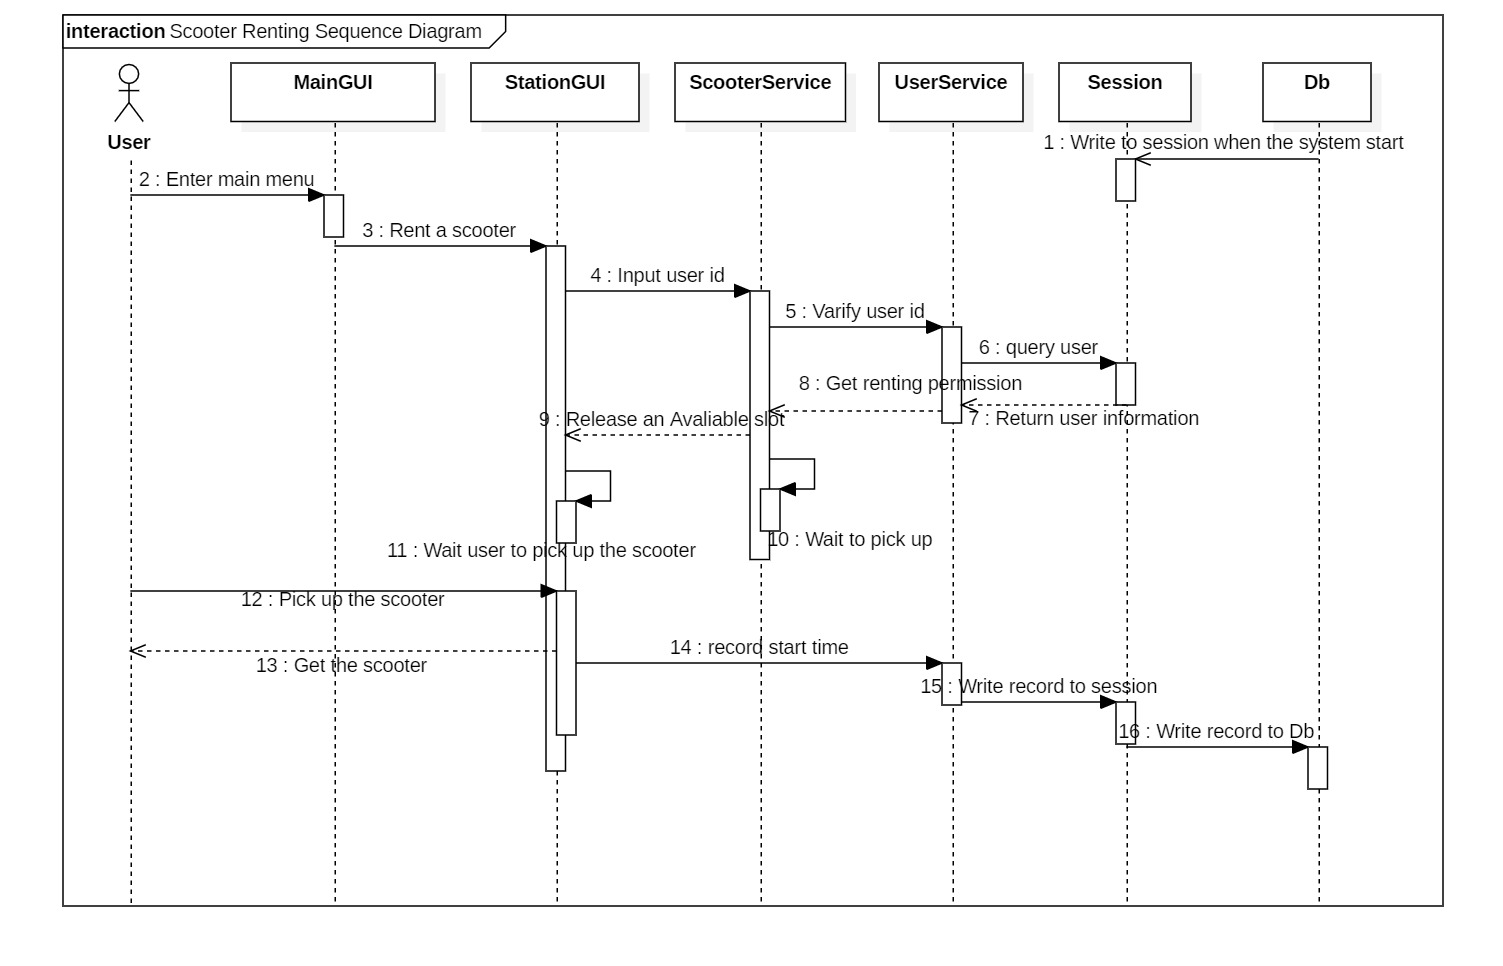 interaction Scooter Renting Sequence Diagram
MainGUI
StationGUI
ScooterService
UserService
Session
Db
User
1 : Write to session when the system start
2 : Enter main menu
3 : Rent a scooter
4 : Input user id
5 : Varify user id
6 : query user
8 : Get renting permission
7 : Return user information
9 : Release an Avaliable slot
10 : Wait to pick up
11 : Wait user to pick up the scooter
12 : Pick up the scooter
13 : Get the scooter
14 : record start time
15 : Write record to session
16 : Write record to Db